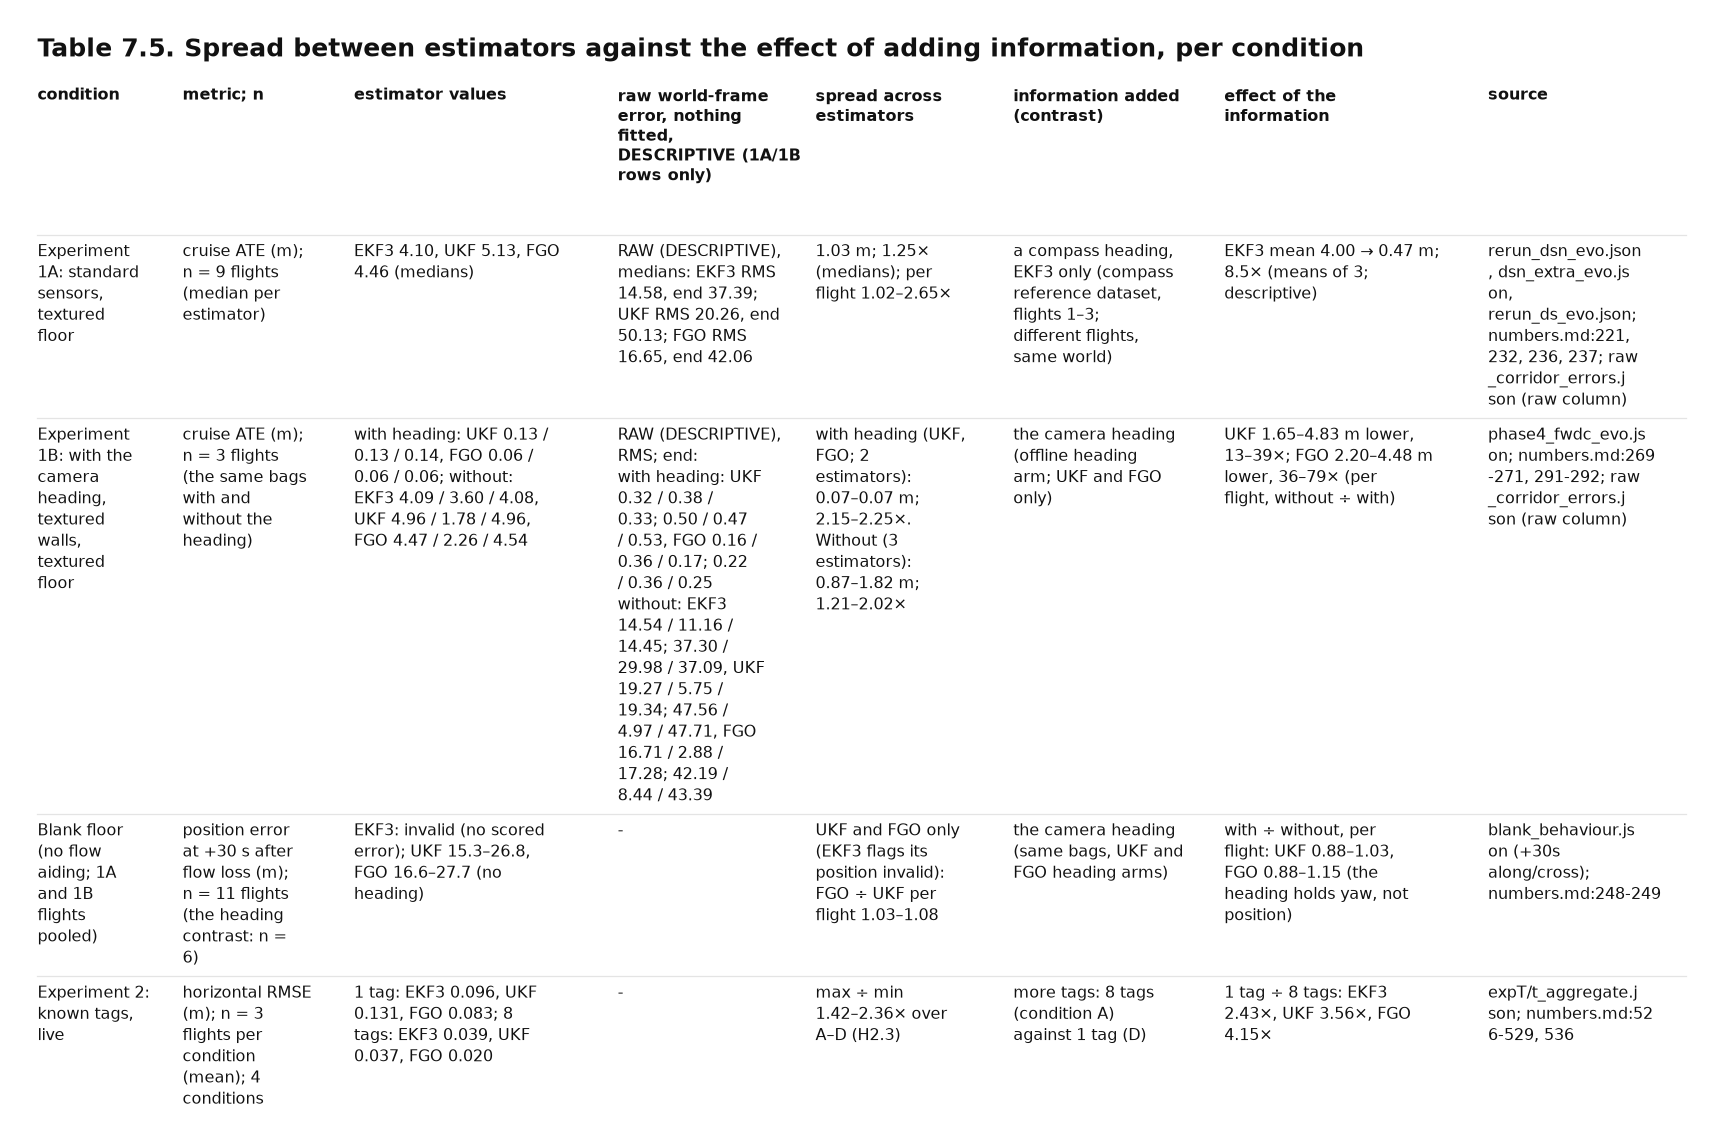 Table 7.5. Spread between estimators against the effect of adding information, per condition
condition
metric; n
estimator values
raw world-frame
error, nothing
fitted,
DESCRIPTIVE (1A/1B
rows only)
spread across
estimators
information added
(contrast)
effect of the
information
source
Experiment
1A: standard
sensors,
textured
floor
cruise ATE (m);
n = 9 flights
(median per
estimator)
EKF3 4.10, UKF 5.13, FGO
4.46 (medians)
RAW (DESCRIPTIVE),
medians: EKF3 RMS
14.58, end 37.39;
UKF RMS 20.26, end
50.13; FGO RMS
16.65, end 42.06
1.03 m; 1.25×
(medians); per
flight 1.02–2.65×
a compass heading,
EKF3 only (compass
reference dataset,
flights 1–3;
different flights,
same world)
EKF3 mean 4.00 → 0.47 m;
8.5× (means of 3;
descriptive)
rerun_dsn_evo.json
, dsn_extra_evo.js
on,
rerun_ds_evo.json;
numbers.md:221,
232, 236, 237; raw
_corridor_errors.j
son (raw column)
Experiment
1B: with the
camera
heading,
textured
walls,
textured
floor
cruise ATE (m);
n = 3 flights
(the same bags
with and
without the
heading)
with heading: UKF 0.13 /
0.13 / 0.14, FGO 0.06 /
0.06 / 0.06; without:
EKF3 4.09 / 3.60 / 4.08,
UKF 4.96 / 1.78 / 4.96,
FGO 4.47 / 2.26 / 4.54
RAW (DESCRIPTIVE),
RMS; end:
with heading: UKF
0.32 / 0.38 /
0.33; 0.50 / 0.47
/ 0.53, FGO 0.16 /
0.36 / 0.17; 0.22
/ 0.36 / 0.25
without: EKF3
14.54 / 11.16 /
14.45; 37.30 /
29.98 / 37.09, UKF
19.27 / 5.75 /
19.34; 47.56 /
4.97 / 47.71, FGO
16.71 / 2.88 /
17.28; 42.19 /
8.44 / 43.39
with heading (UKF,
FGO; 2
estimators):
0.07–0.07 m;
2.15–2.25×.
Without (3
estimators):
0.87–1.82 m;
1.21–2.02×
the camera heading
(offline heading
arm; UKF and FGO
only)
UKF 1.65–4.83 m lower,
13–39×; FGO 2.20–4.48 m
lower, 36–79× (per
flight, without ÷ with)
phase4_fwdc_evo.js
on; numbers.md:269
-271, 291-292; raw
_corridor_errors.j
son (raw column)
Blank floor
(no flow
aiding; 1A
and 1B
flights
pooled)
position error
at +30 s after
flow loss (m);
n = 11 flights
(the heading
contrast: n =
6)
EKF3: invalid (no scored
error); UKF 15.3–26.8,
FGO 16.6–27.7 (no
heading)
-
UKF and FGO only
(EKF3 flags its
position invalid):
FGO ÷ UKF per
flight 1.03–1.08
the camera heading
(same bags, UKF and
FGO heading arms)
with ÷ without, per
flight: UKF 0.88–1.03,
FGO 0.88–1.15 (the
heading holds yaw, not
position)
blank_behaviour.js
on (+30s
along/cross);
numbers.md:248-249
Experiment 2:
known tags,
live
horizontal RMSE
(m); n = 3
flights per
condition
(mean); 4
conditions
1 tag: EKF3 0.096, UKF
0.131, FGO 0.083; 8
tags: EKF3 0.039, UKF
0.037, FGO 0.020
-
max ÷ min
1.42–2.36× over
A–D (H2.3)
more tags: 8 tags
(condition A)
against 1 tag (D)
1 tag ÷ 8 tags: EKF3
2.43×, UKF 3.56×, FGO
4.15×
expT/t_aggregate.j
son; numbers.md:52
6-529, 536